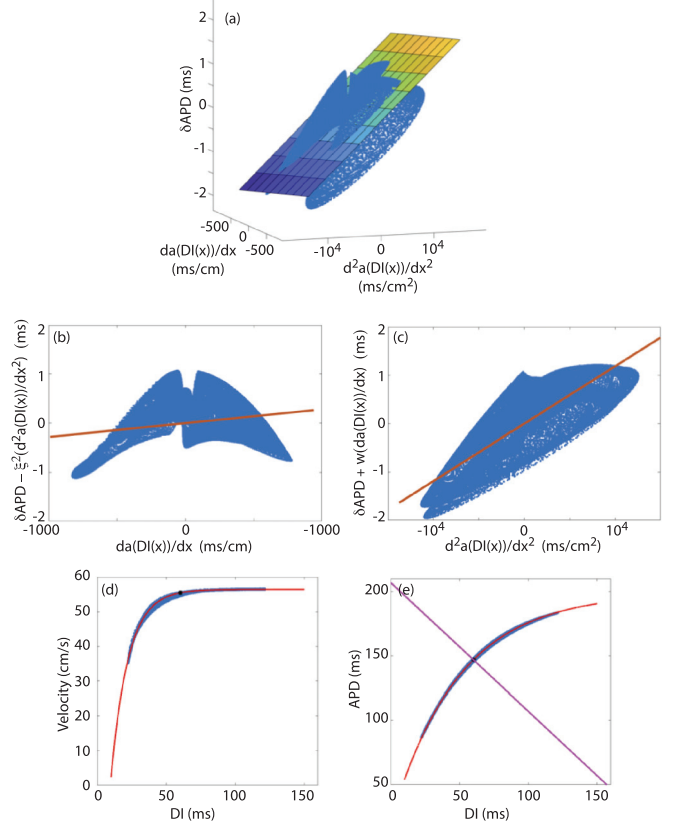 (a)
δAPD (ms)
2
1
0
-1
-2
-500
0
-500
da(DI(x))/dx
(ms/cm)
-10⁴
0
10⁴
d²a(DI(x))/dx²
(ms/cm²)
(b)
δAPD − ξ²(d²a(DI(x))/dx²) (ms)
2
1
0
-1
-2
-1000
0
-1000
da(DI(x))/dx (ms/cm)
(c)
δAPD + w(da(DI(x))/dx) (ms)
2
1
0
-1
-2
-10⁴
0
10⁴
d²a(DI(x))/dx² (ms/cm²)
(d)
Velocity (cm/s)
60
50
40
30
20
10
0
0
50
100
150
DI (ms)
(e)
APD (ms)
200
150
100
50
0
50
100
150
DI (ms)